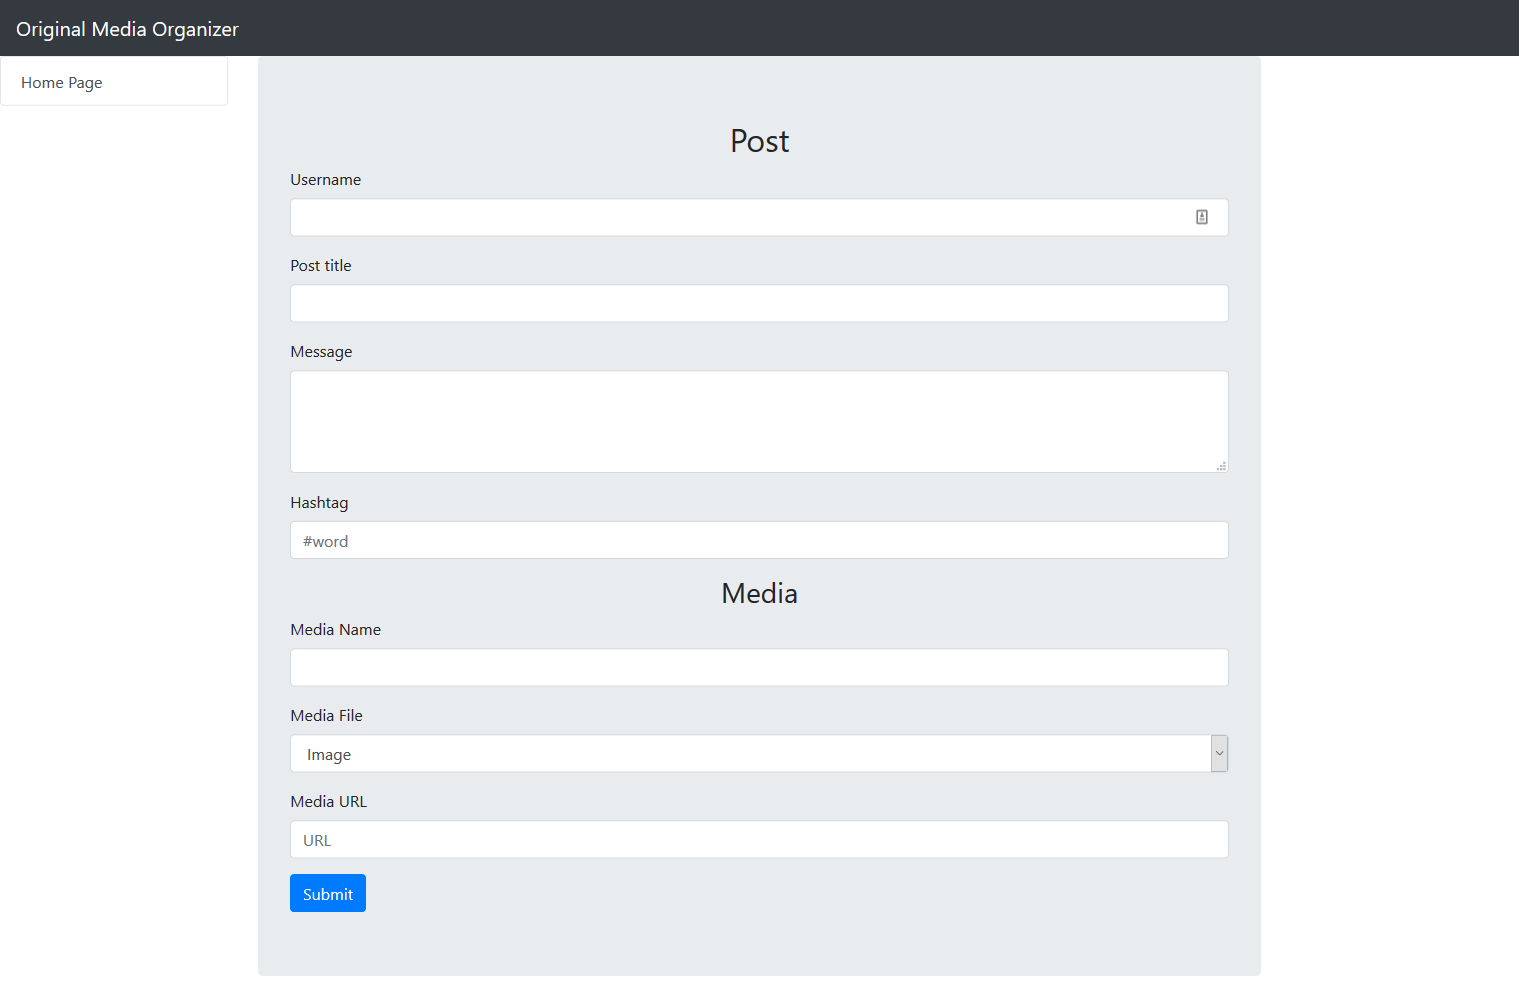 Original Media Organizer
Home Page
Post
Username
Post title
Message
Hashtag
#word
Media
Media Name
Media File
Image
Media URL
URL
Submit